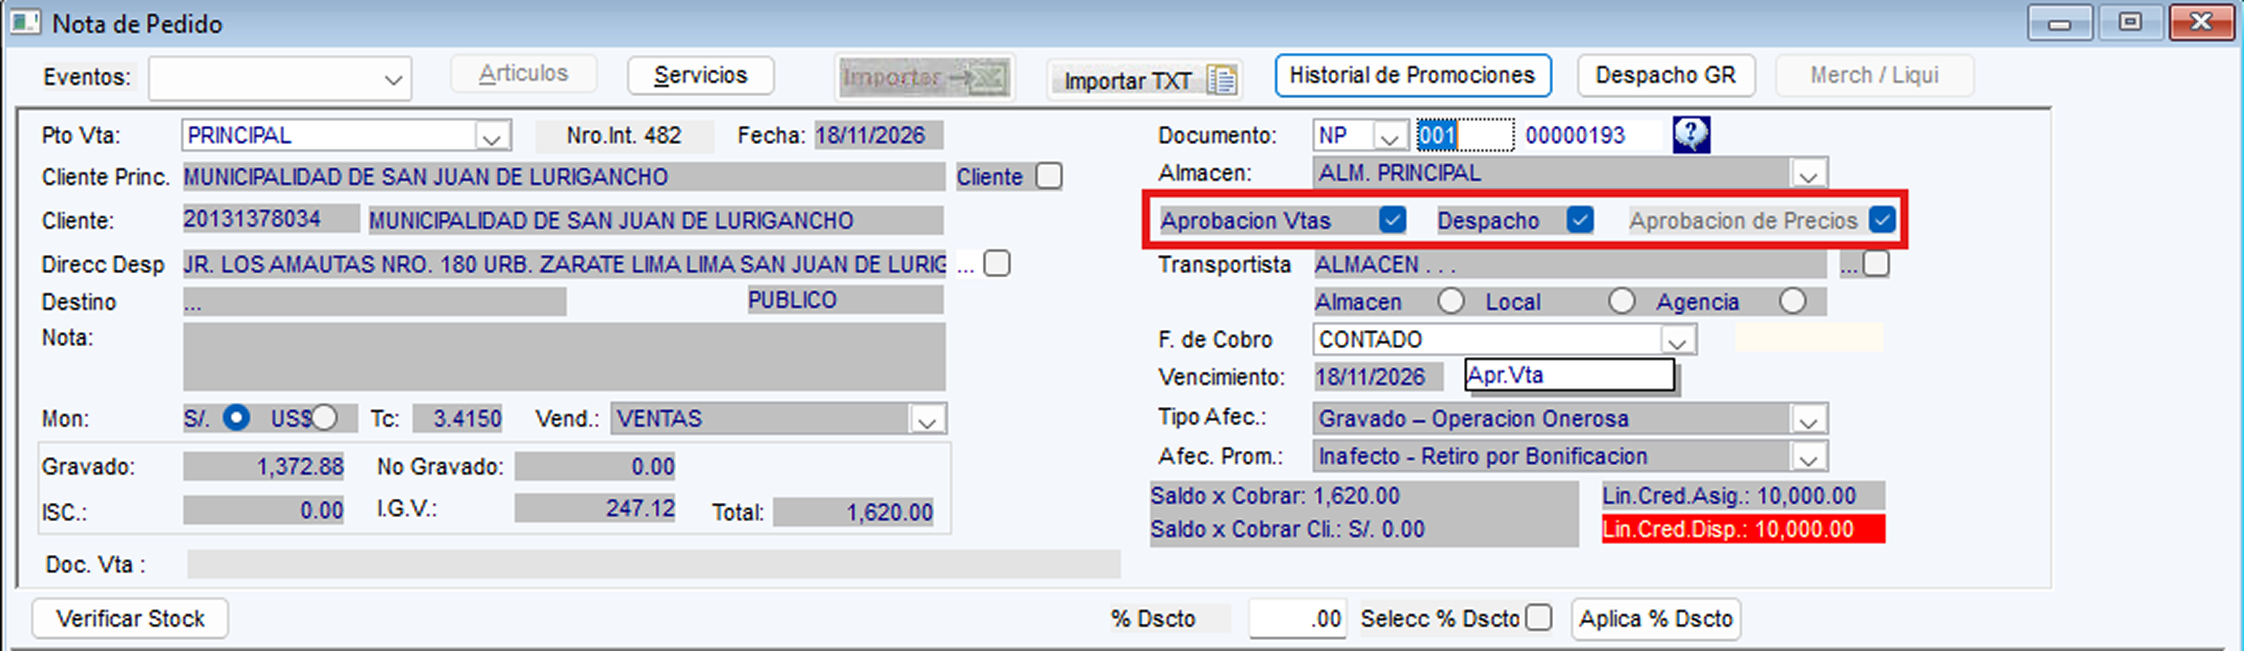 Nota de Pedido
Eventos: Articulos Servicios Importar Importar TXT Historial de Promociones Despacho GR Merch / Liqui
Pto Vta: PRINCIPAL Nro.Int. 482 Fecha: 18/11/2026 Documento: NP 001 00000193
Cliente Princ. MUNICIPALIDAD DE SAN JUAN DE LURIGANCHO Cliente Almacen: ALM. PRINCIPAL
Cliente: 20131378034 MUNICIPALIDAD DE SAN JUAN DE LURIGANCHO Aprobacion Vtas Despacho Aprobacion de Precios
Direcc Desp JR. LOS AMAUTAS NRO. 180 URB. ZARATE LIMA LIMA SAN JUAN DE LURIG ... Transportista ALMACEN . . . ...
Destino ... PUBLICO Almacen Local Agencia
Nota: F. de Cobro CONTADO
Vencimiento: 18/11/2026 Apr.Vta
Mon: S/. US$ Tc: 3.4150 Vend.: VENTAS Tipo Afec.: Gravado – Operacion Onerosa
Gravado: 1,372.88 No Gravado: 0.00 Afec. Prom.: Inafecto - Retiro por Bonificacion
ISC.: 0.00 I.G.V.: 247.12 Total: 1,620.00 Saldo x Cobrar: 1,620.00 Lin.Cred.Asig.: 10,000.00
Saldo x Cobrar Cli.: S/. 0.00 Lin.Cred.Disp.: 10,000.00
Doc. Vta :
Verificar Stock % Dscto .00 Selecc % Dscto Aplica % Dscto